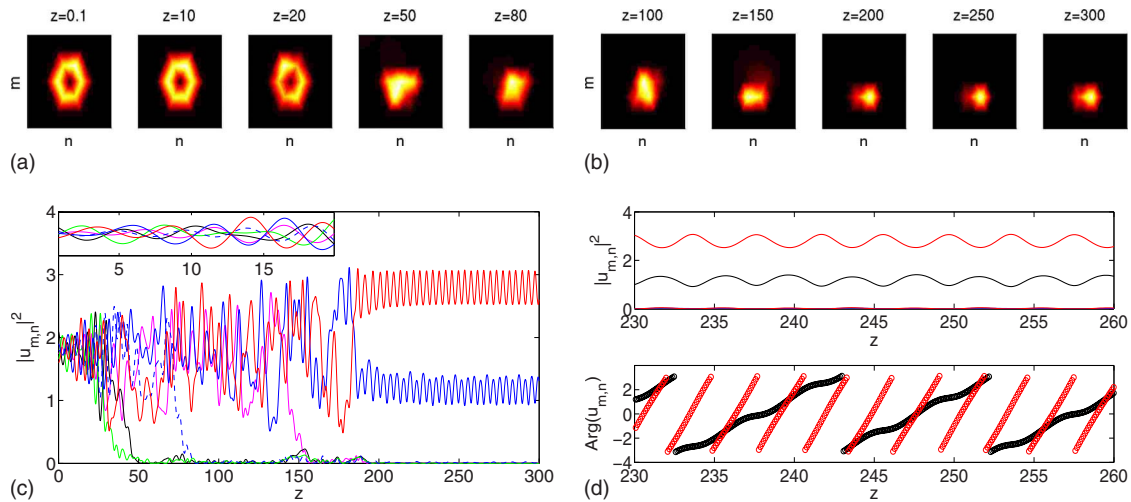 z=0.1 z=10 z=20 z=50 z=80
m
n n n n n
(a)
z=100 z=150 z=200 z=250 z=300
m
n n n n n
(b)
4
3
2
1
0
|u_{m,n}|^2
5 10 15
0 50 100 150 200 250 300
z
(c)
4
2
0
|u_{m,n}|^2
230 235 240 245 250 255 260
z
2
0
-2
-4
Arg(u_{m,n})
230 235 240 245 250 255 260
z
(d)